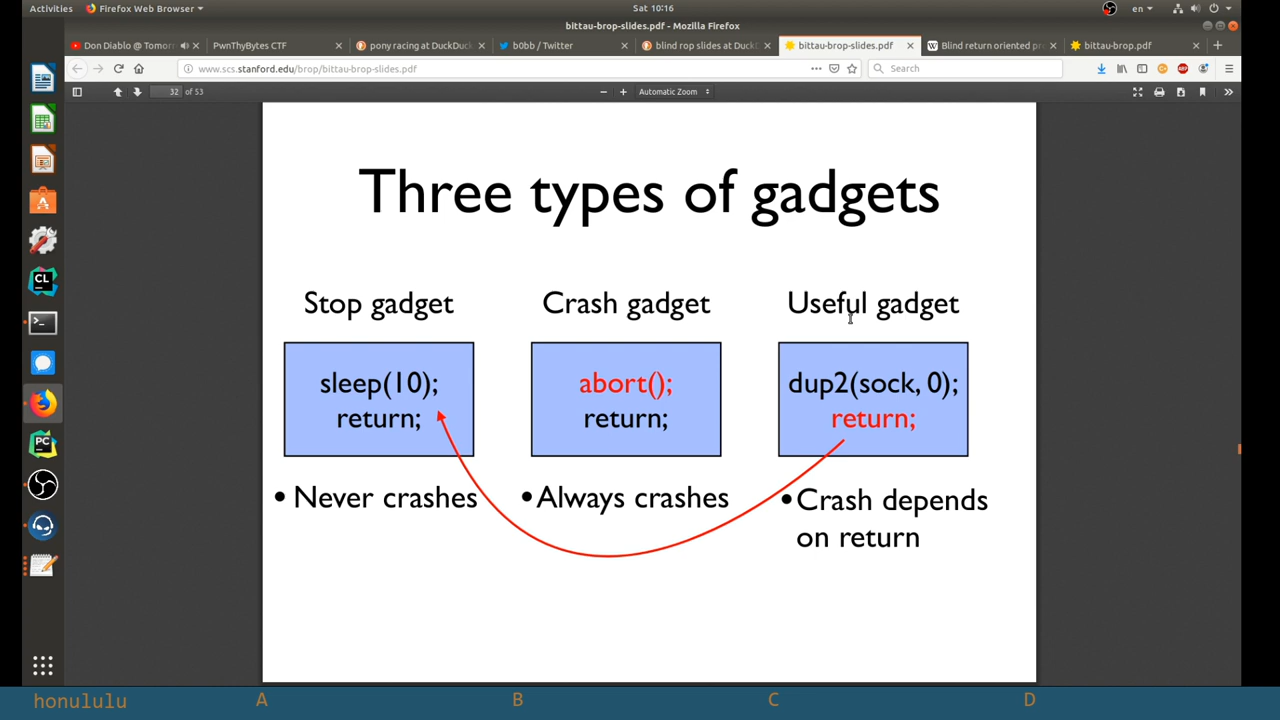 Activities Firefox Web Browser Sat 10:16 en
bittau-brop-slides.pdf - Mozilla Firefox
Don Diablo @ Tomorr PwnThyBytes CTF pony racing at DuckDuck b0bb / Twitter blind rop slides at DuckD bittau-brop-slides.pdf Blind return oriented pro bittau-brop.pdf
www.scs.stanford.edu/brop/bittau-brop-slides.pdf Search
32 of 53 Automatic Zoom
Three types of gadgets
Stop gadget Crash gadget Useful gadget
sleep(10); abort(); dup2(sock, 0);
return; return; return;
• Never crashes • Always crashes • Crash depends
on return
honululu A B C D